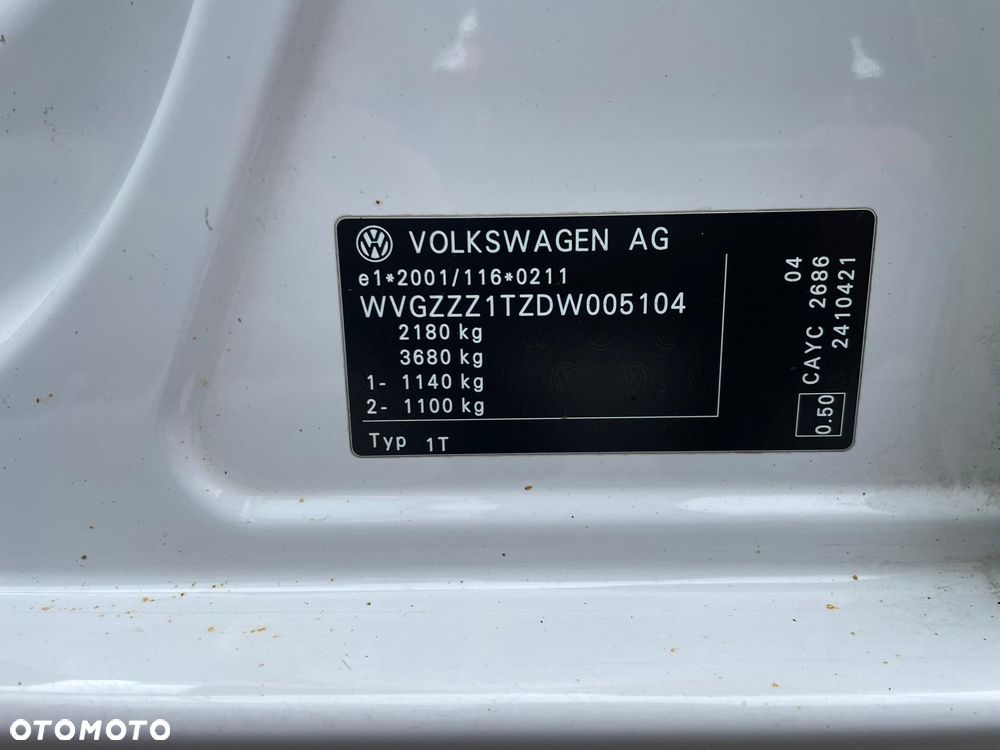 VOLKSWAGEN AG
e1*2001/116*0211
WVGZZZ1TZDW005104
2180 kg
3680 kg
1- 1140 kg
2- 1100 kg
Typ 1T
04
0.50 CAYC 2686
2410421
OTOMOTO